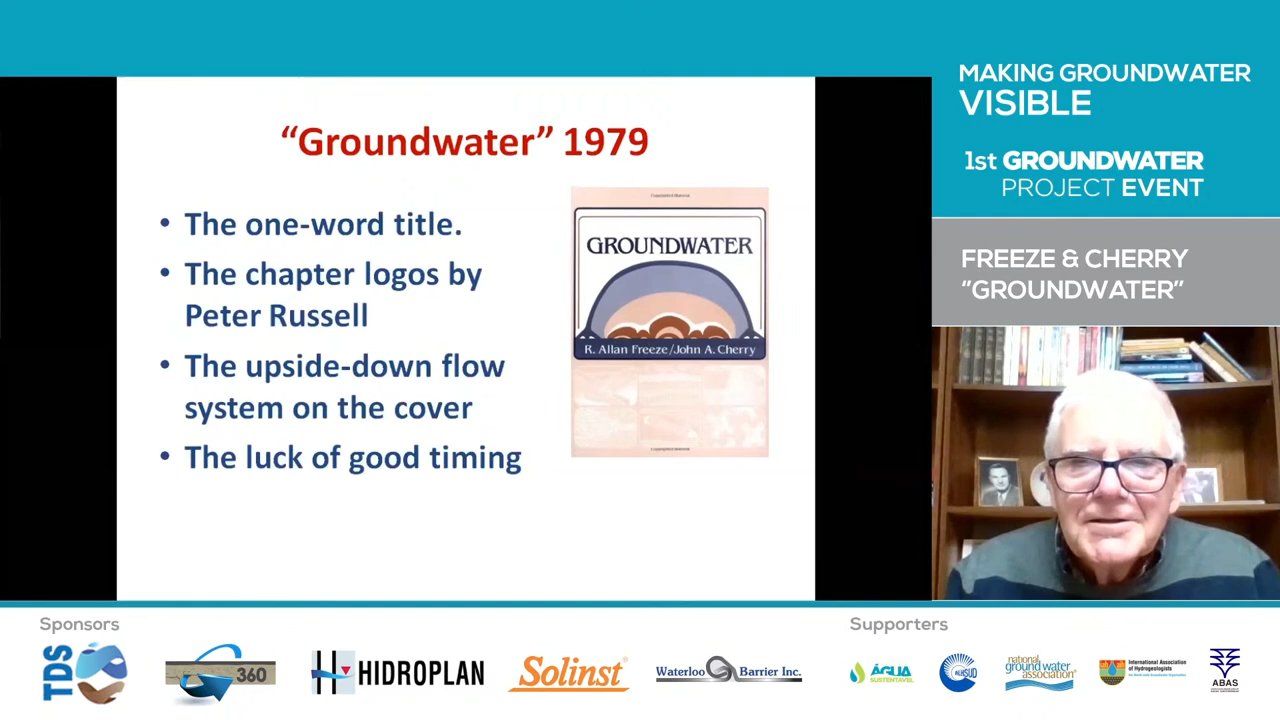 “Groundwater” 1979
• The one-word title.
• The chapter logos by
Peter Russell
• The upside-down flow
system on the cover
• The luck of good timing
GROUNDWATER
R. Allan Freeze/John A. Cherry
MAKING GROUNDWATER
VISIBLE
1st GROUNDWATER
PROJECT EVENT
FREEZE & CHERRY
“GROUNDWATER”
Sponsors
TDS
360
HIDROPLAN
Solinst
Waterloo Barrier Inc.
Supporters
ÁGUA
SUSTENTAVEL
ALHSUD
national
ground water
association
International Association
of Hydrogeologists
ABAS